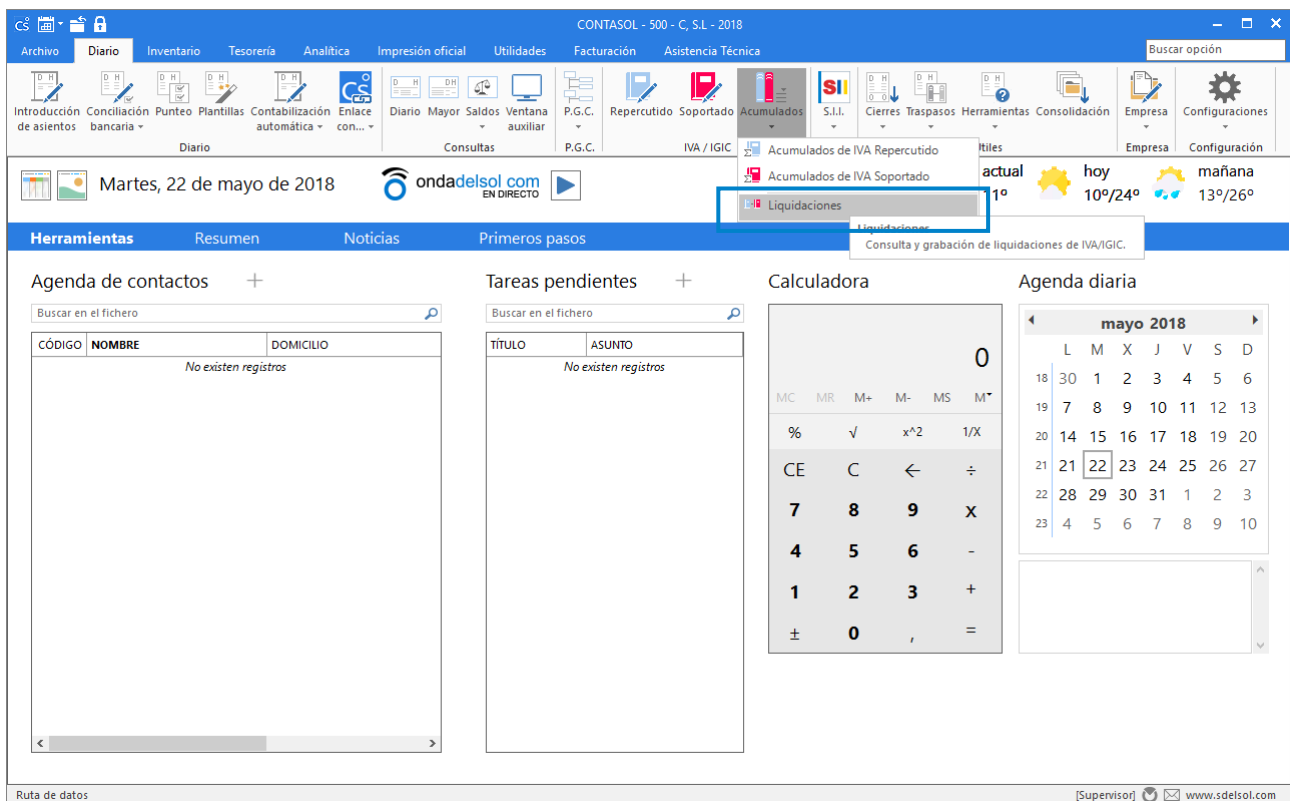 CONTASOL - 500 - C, S.L - 2018
Archivo Diario Inventario Tesorería Analítica Impresión oficial Utilidades Facturación Asistencia Técnica Buscar opción
Introducción de asientos
Conciliación bancaria
Punteo
Plantillas
Contabilización automática
Enlace con...
Diario
Mayor
Saldos
Ventana auxiliar
P.G.C.
Repercutido
Soportado
Acumulados
S.I.I.
Cierres
Traspasos
Herramientas
Consolidación
Empresa
Configuraciones
Diario Consultas P.G.C. IVA / IGIC Empresa Configuración
Acumulados de IVA Repercutido
Acumulados de IVA Soportado
Liquidaciones
Liquidaciones
Consulta y grabación de liquidaciones de IVA/IGIC.
Martes, 22 de mayo de 2018
ondadelsol com
EN DIRECTO
actual
hoy
10º/24º
mañana
13º/26º
Herramientas Resumen Noticias Primeros pasos
Agenda de contactos +
Buscar en el fichero
CÓDIGO NOMBRE DOMICILIO
No existen registros
Tareas pendientes +
Buscar en el fichero
TÍTULO ASUNTO
No existen registros
Calculadora
0
MC MR M+ M- MS M
% √ x^2 1/X
CE C ← ÷
7 8 9 x
4 5 6 -
1 2 3 +
± 0 , =
Agenda diaria
mayo 2018
L M X J V S D
18 30 1 2 3 4 5 6
19 7 8 9 10 11 12 13
20 14 15 16 17 18 19 20
21 21 22 23 24 25 26 27
22 28 29 30 31 1 2 3
23 4 5 6 7 8 9 10
Ruta de datos
[Supervisor] www.sdelsol.com